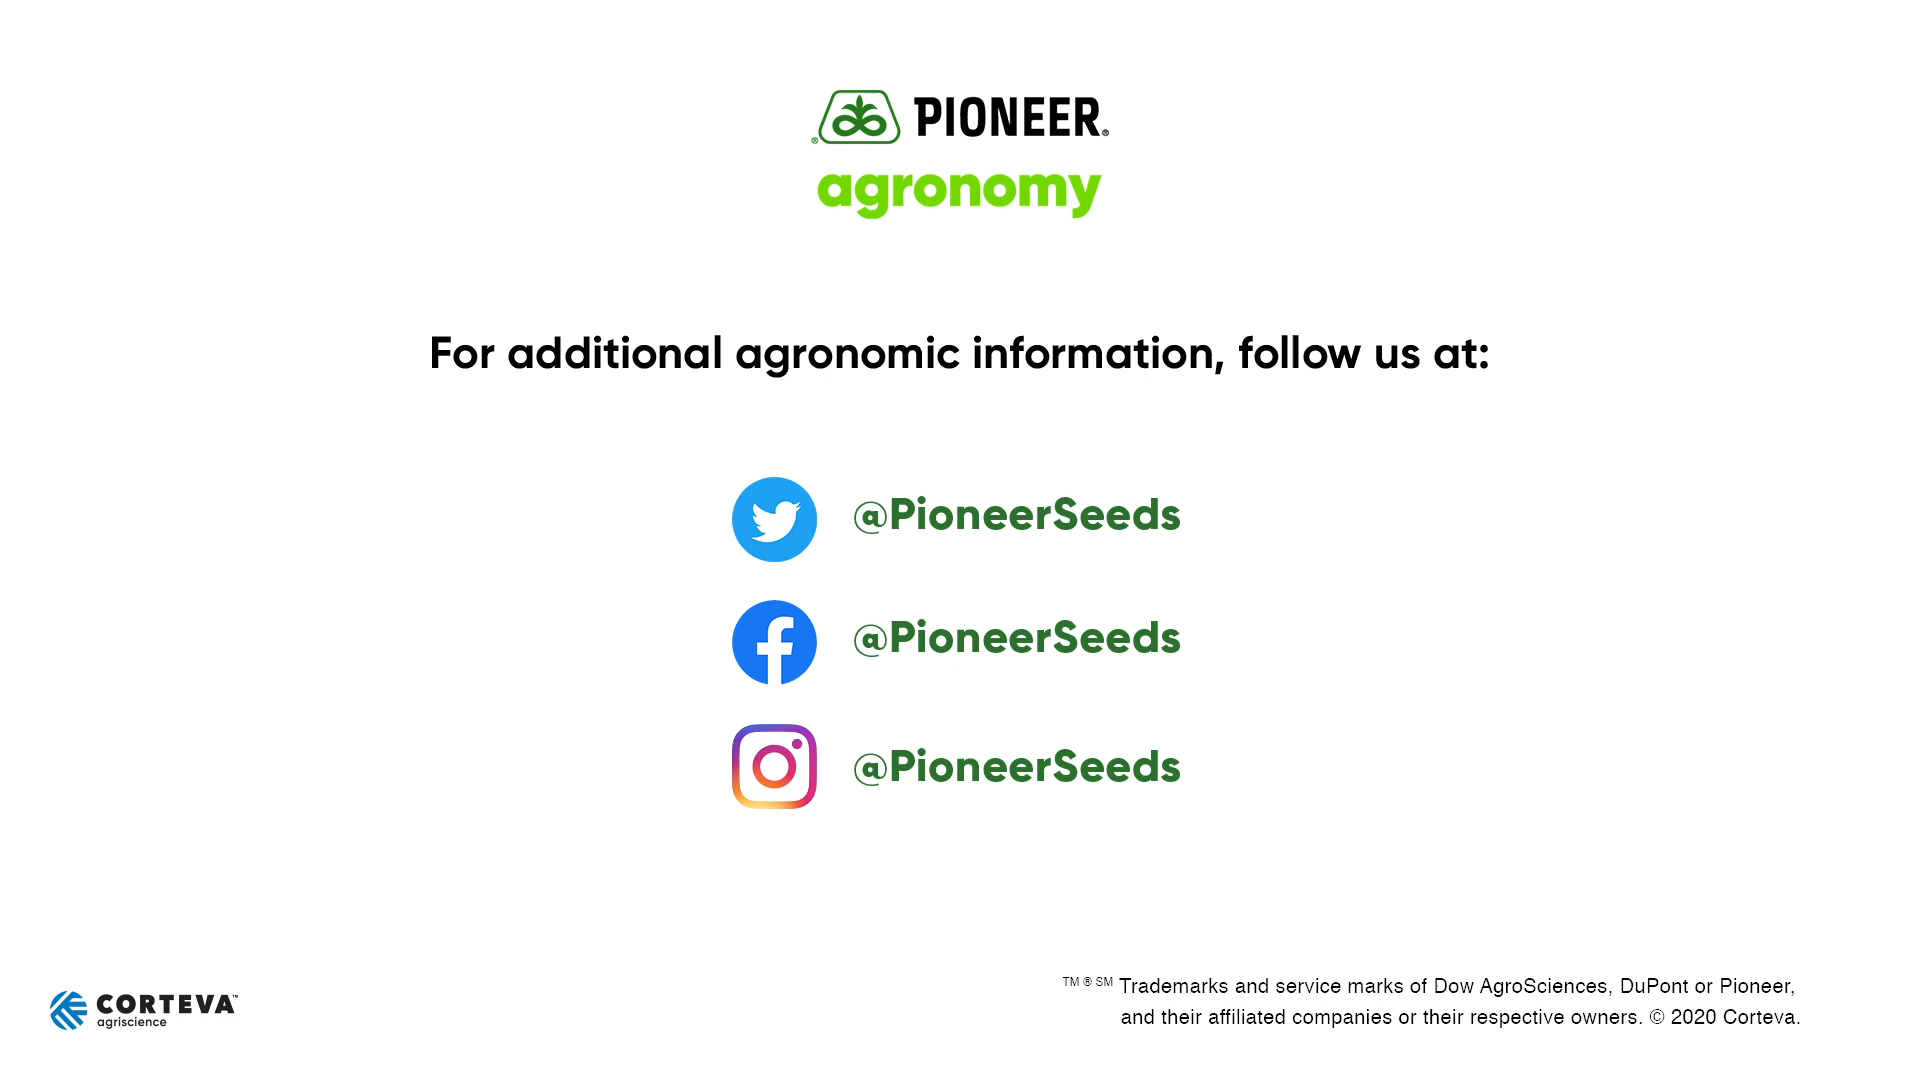 PIONEER®
agronomy
For additional agronomic information, follow us at:
@PioneerSeeds
@PioneerSeeds
@PioneerSeeds
CORTEVA™
agriscience
TM ® SM Trademarks and service marks of Dow AgroSciences, DuPont or Pioneer,
and their affiliated companies or their respective owners. © 2020 Corteva.